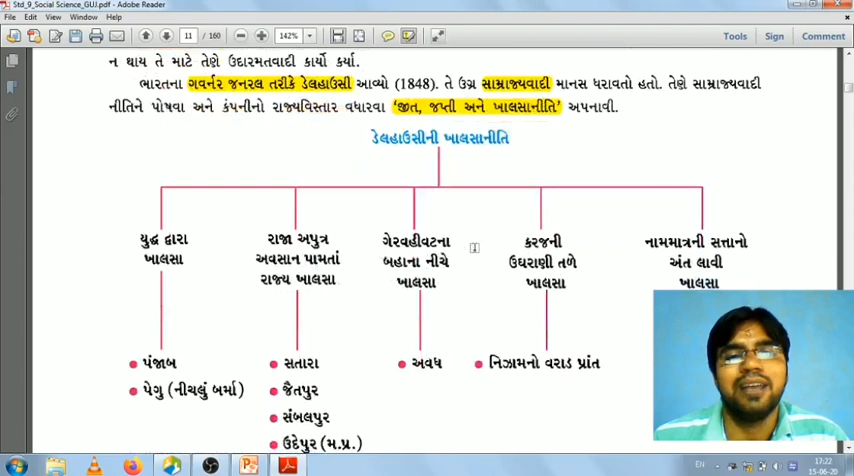 Std_9_Social Science_GUJ.pdf - Adobe Reader
File Edit View Window Help
11 / 160 142% Tools Sign Comment
ન થાય તે માટે તેણે ઉદારમતવાદી કાર્યો કર્યા.
ભારતના ગવર્નર જનરલ તરીકે ડેલહાઉસી આવ્યો (1848). તે ઉગ્ર સામ્રાજ્યવાદી માનસ ધરાવતો હતો. તેણે સામ્રાજ્યવાદી
નીતિને પોષવા અને કંપનીનો રાજ્યવિસ્તાર વધારવા ‘જીત, જપ્તી અને ખાલસાનીતિ’ અપનાવી.
ડેલહાઉસીની ખાલસાનીતિ
યુદ્ધ દ્વારા
ખાલસા
રાજા અપુત્ર
અવસાન પામતાં
રાજ્ય ખાલસા
ગેરવહીવટના
બહાના નીચે
ખાલસા
કરજની
ઉઘરાણી તળે
ખાલસા
નામમાત્રની સત્તાનો
અંત લાવી
ખાલસા
પંજાબ
પેગુ (નીચલું બર્મા)
સતારા
જૈતપુર
સંબલપુર
ઉદેપુર (મ.પ્ર.)
અવધ
નિઝામનો વરાડ પ્રાંત
EN 17:22
15-06-20